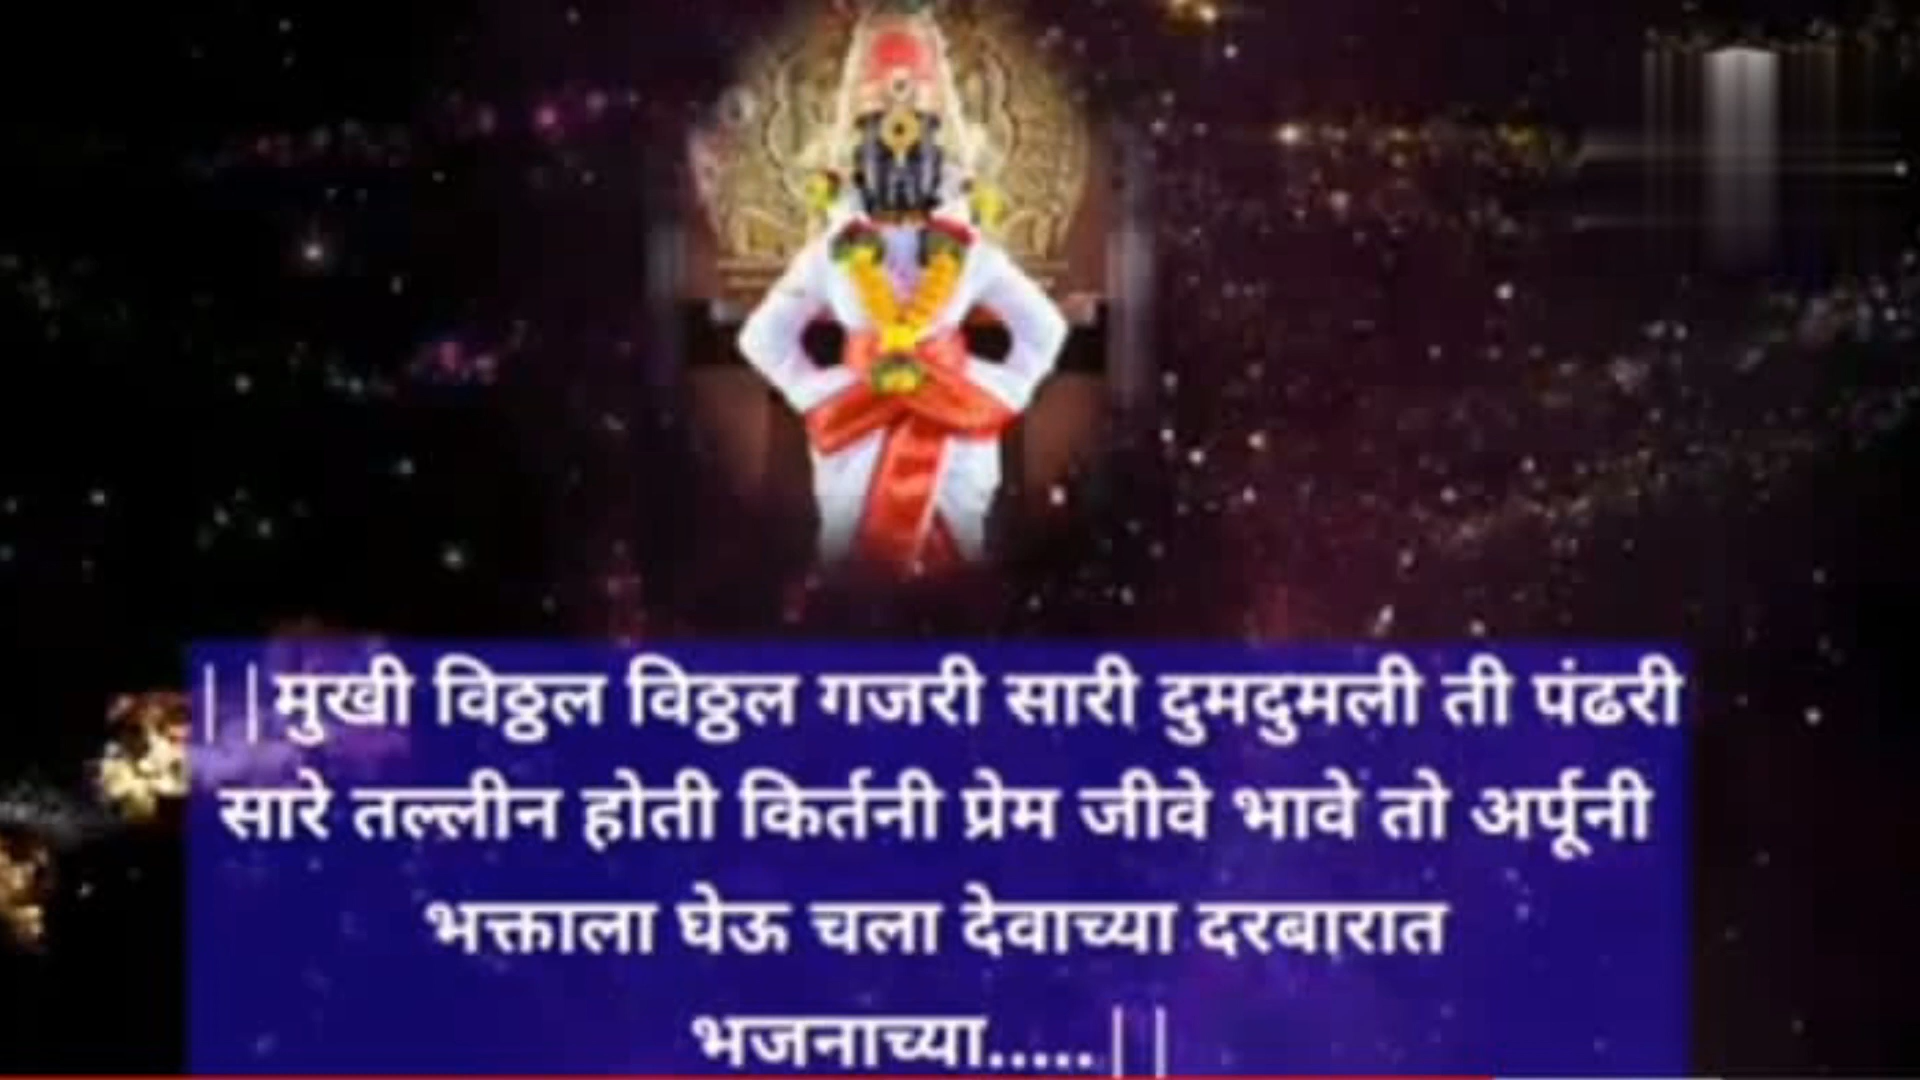 ||मुखी विठ्ठल विठ्ठल गजरी सारी दुमदुमली ती पंढरी
सारे तल्लीन होती किर्तनी प्रेम जीवे भावे तो अर्पूनी
भक्ताला घेऊ चला देवाच्या दरबारात
भजनाच्या.....||